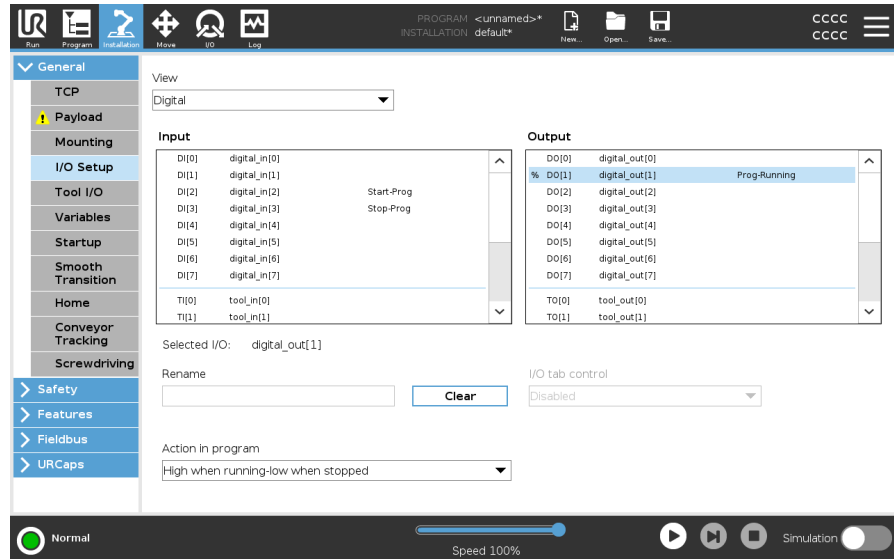 UR
Run
Program
Installation
Move
I/O
Log
PROGRAM <unnamed>*
INSTALLATION default*
New...
Open...
Save...
CCCC
CCCC
General
TCP
Payload
Mounting
I/O Setup
Tool I/O
Variables
Startup
Smooth
Transition
Home
Conveyor
Tracking
Screwdriving
Safety
Features
Fieldbus
URCaps
View
Digital
Input
DI[0] digital_in[0]
DI[1] digital_in[1]
DI[2] digital_in[2] Start-Prog
DI[3] digital_in[3] Stop-Prog
DI[4] digital_in[4]
DI[5] digital_in[5]
DI[6] digital_in[6]
DI[7] digital_in[7]
TI[0] tool_in[0]
TI[1] tool_in[1]
Output
DO[0] digital_out[0]
% DO[1] digital_out[1] Prog-Running
DO[2] digital_out[2]
DO[3] digital_out[3]
DO[4] digital_out[4]
DO[5] digital_out[5]
DO[6] digital_out[6]
DO[7] digital_out[7]
TO[0] tool_out[0]
TO[1] tool_out[1]
Selected I/O: digital_out[1]
Rename
Clear
I/O tab control
Disabled
Action in program
High when running-low when stopped
Normal
Speed 100%
Simulation